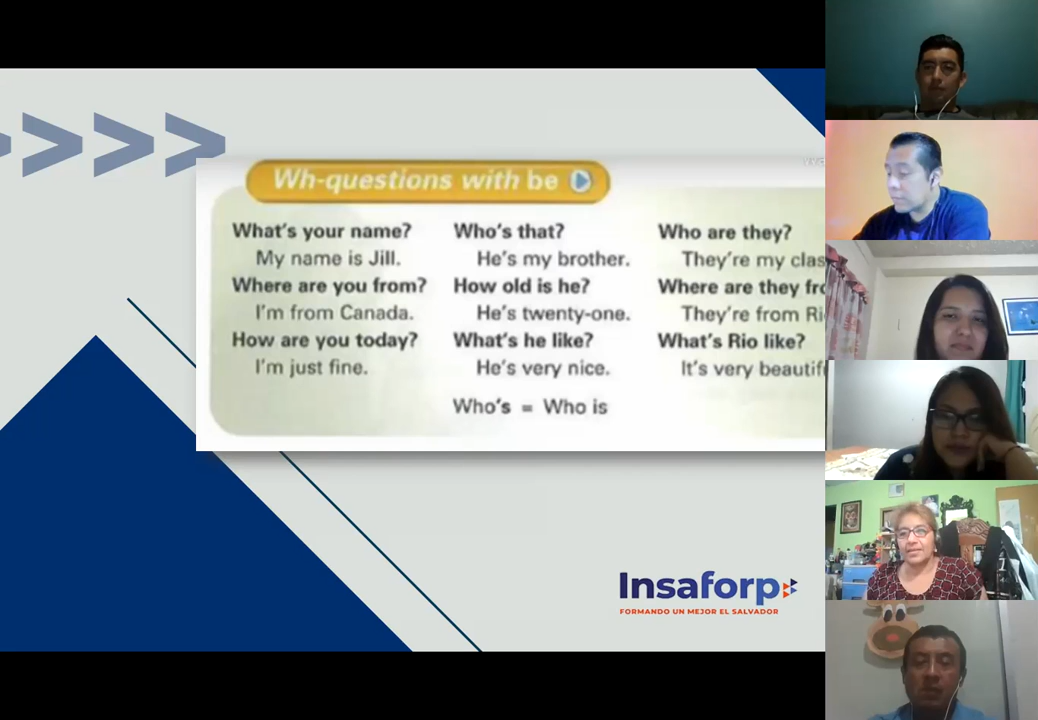 Wh-questions with be
What's your name?
My name is Jill.
Where are you from?
I'm from Canada.
How are you today?
I'm just fine.
Who's that?
He's my brother.
How old is he?
He's twenty-one.
What's he like?
He's very nice.
Who's = Who is
Who are they?
They're my clas
Where are they fro
They're from Ri
What's Rio like?
It's very beautif
Insaforp
FORMANDO UN MEJOR EL SALVADOR